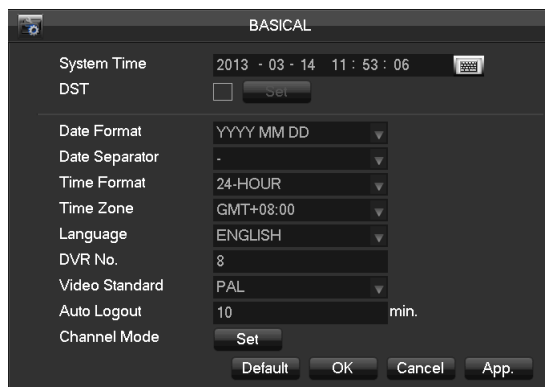 BASICAL
System Time 2013 - 03 - 14 11 : 53 : 06
DST Set
Date Format YYYY MM DD
Date Separator -
Time Format 24-HOUR
Time Zone GMT+08:00
Language ENGLISH
DVR No. 8
Video Standard PAL
Auto Logout 10 min.
Channel Mode Set
Default OK Cancel App.